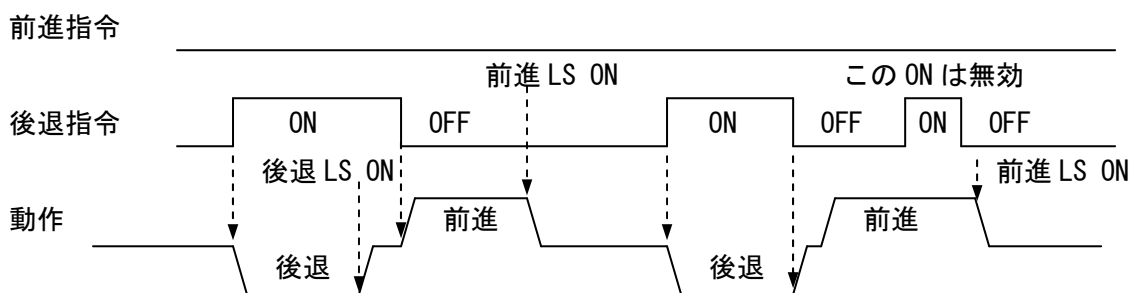 前進指令
前進 LS ON
この ON は無効
後退指令
ON
OFF
ON
OFF
ON
OFF
後退 LS ON
前進 LS ON
動作
前進
前進
後退
後退